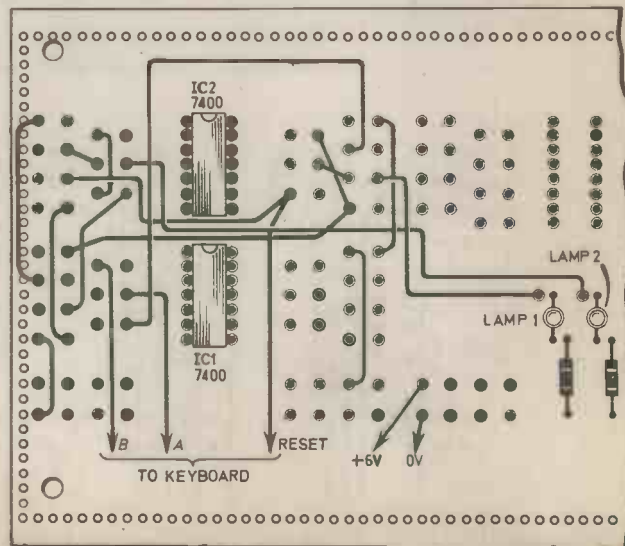 IC2
7400
LAMP 2
LAMP 1
IC1
7400
B
A
RESET
+6V
0V
TO KEYBOARD